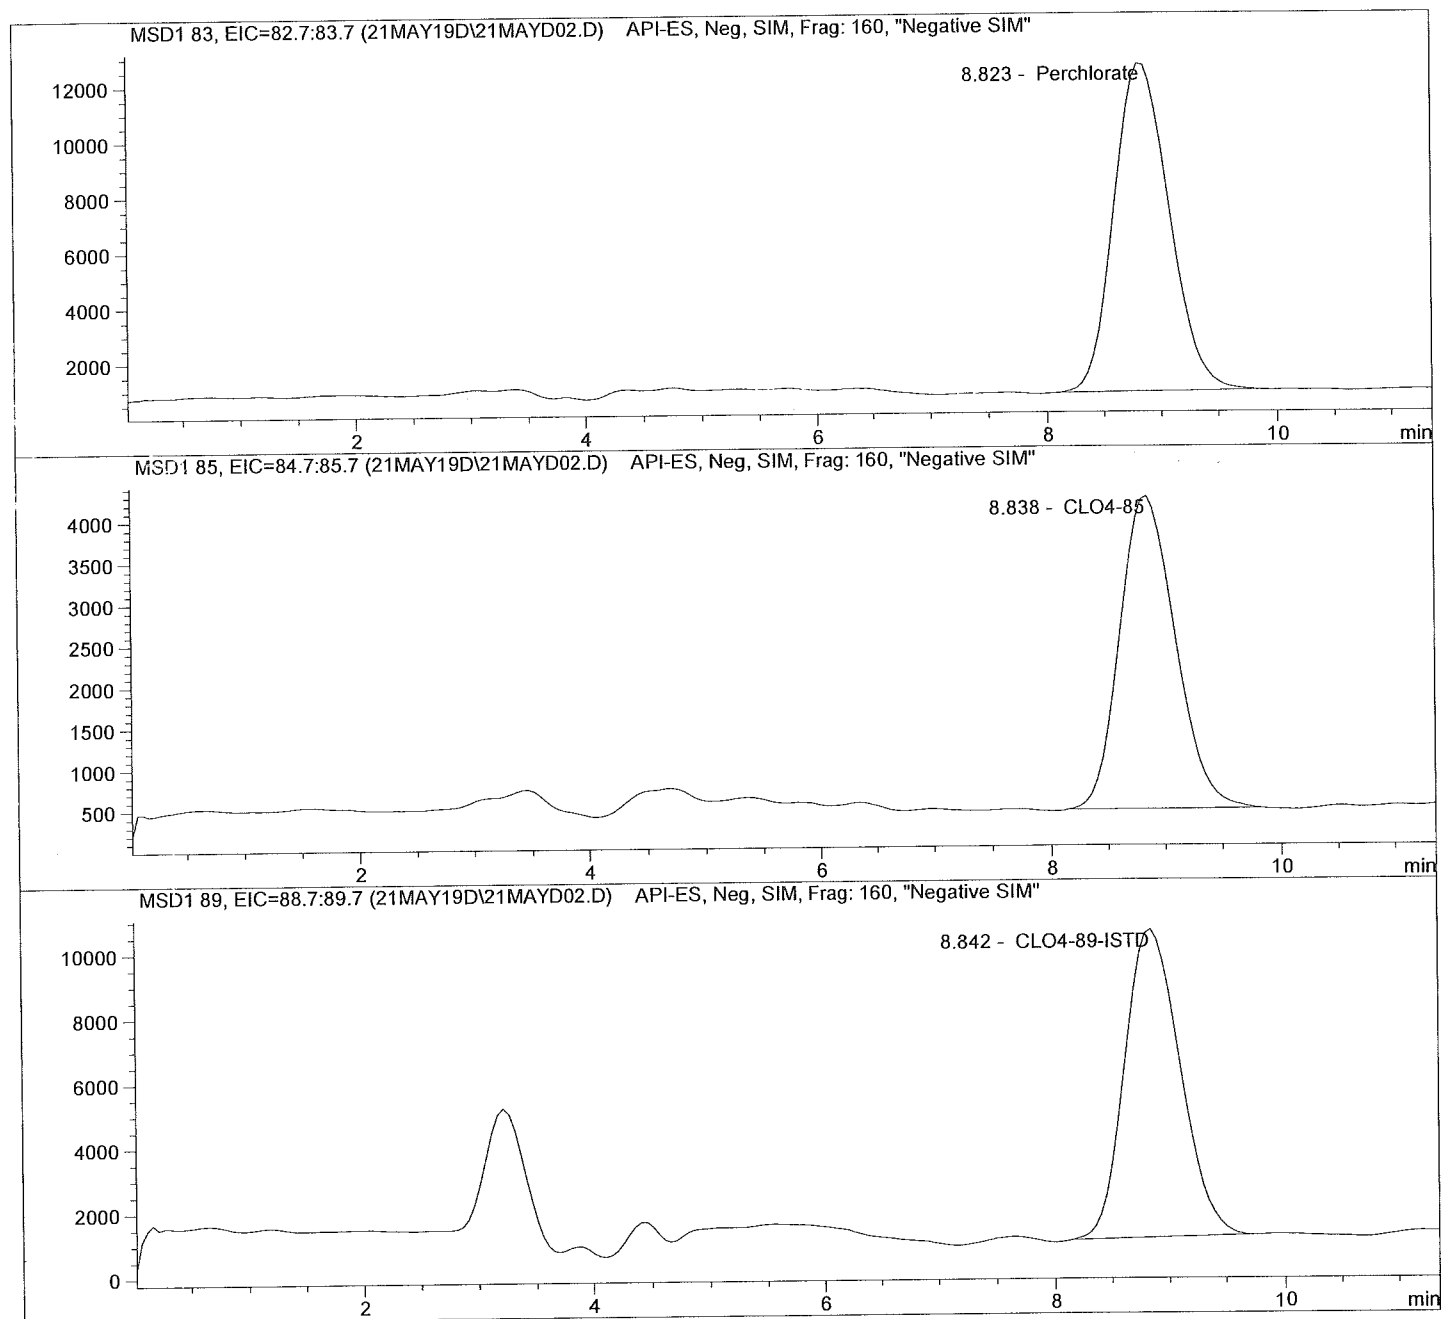 MSD1 83, EIC=82.7:83.7 (21MAY19D\21MAYD02.D) API-ES, Neg, SIM, Frag: 160, "Negative SIM"
8.823 - Perchlorate
12000
10000
8000
6000
4000
2000
2 4 6 8 10 min
MSD1 85, EIC=84.7:85.7 (21MAY19D\21MAYD02.D) API-ES, Neg, SIM, Frag: 160, "Negative SIM"
8.838 - CLO4-85
4000
3500
3000
2500
2000
1500
1000
500
2 4 6 8 10 min
MSD1 89, EIC=88.7:89.7 (21MAY19D\21MAYD02.D) API-ES, Neg, SIM, Frag: 160, "Negative SIM"
8.842 - CLO4-89-ISTD
10000
8000
6000
4000
2000
0
2 4 6 8 10 min